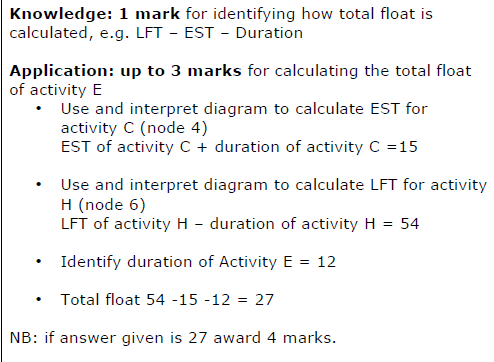 Knowledge: 1 mark for identifying how total float is
calculated, e.g. LFT – EST – Duration
Application: up to 3 marks for calculating the total float
of activity E
• Use and interpret diagram to calculate EST for
activity C (node 4)
EST of activity C + duration of activity C =15
• Use and interpret diagram to calculate LFT for activity
H (node 6)
LFT of activity H – duration of activity H = 54
• Identify duration of Activity E = 12
• Total float 54 -15 -12 = 27
NB: if answer given is 27 award 4 marks.